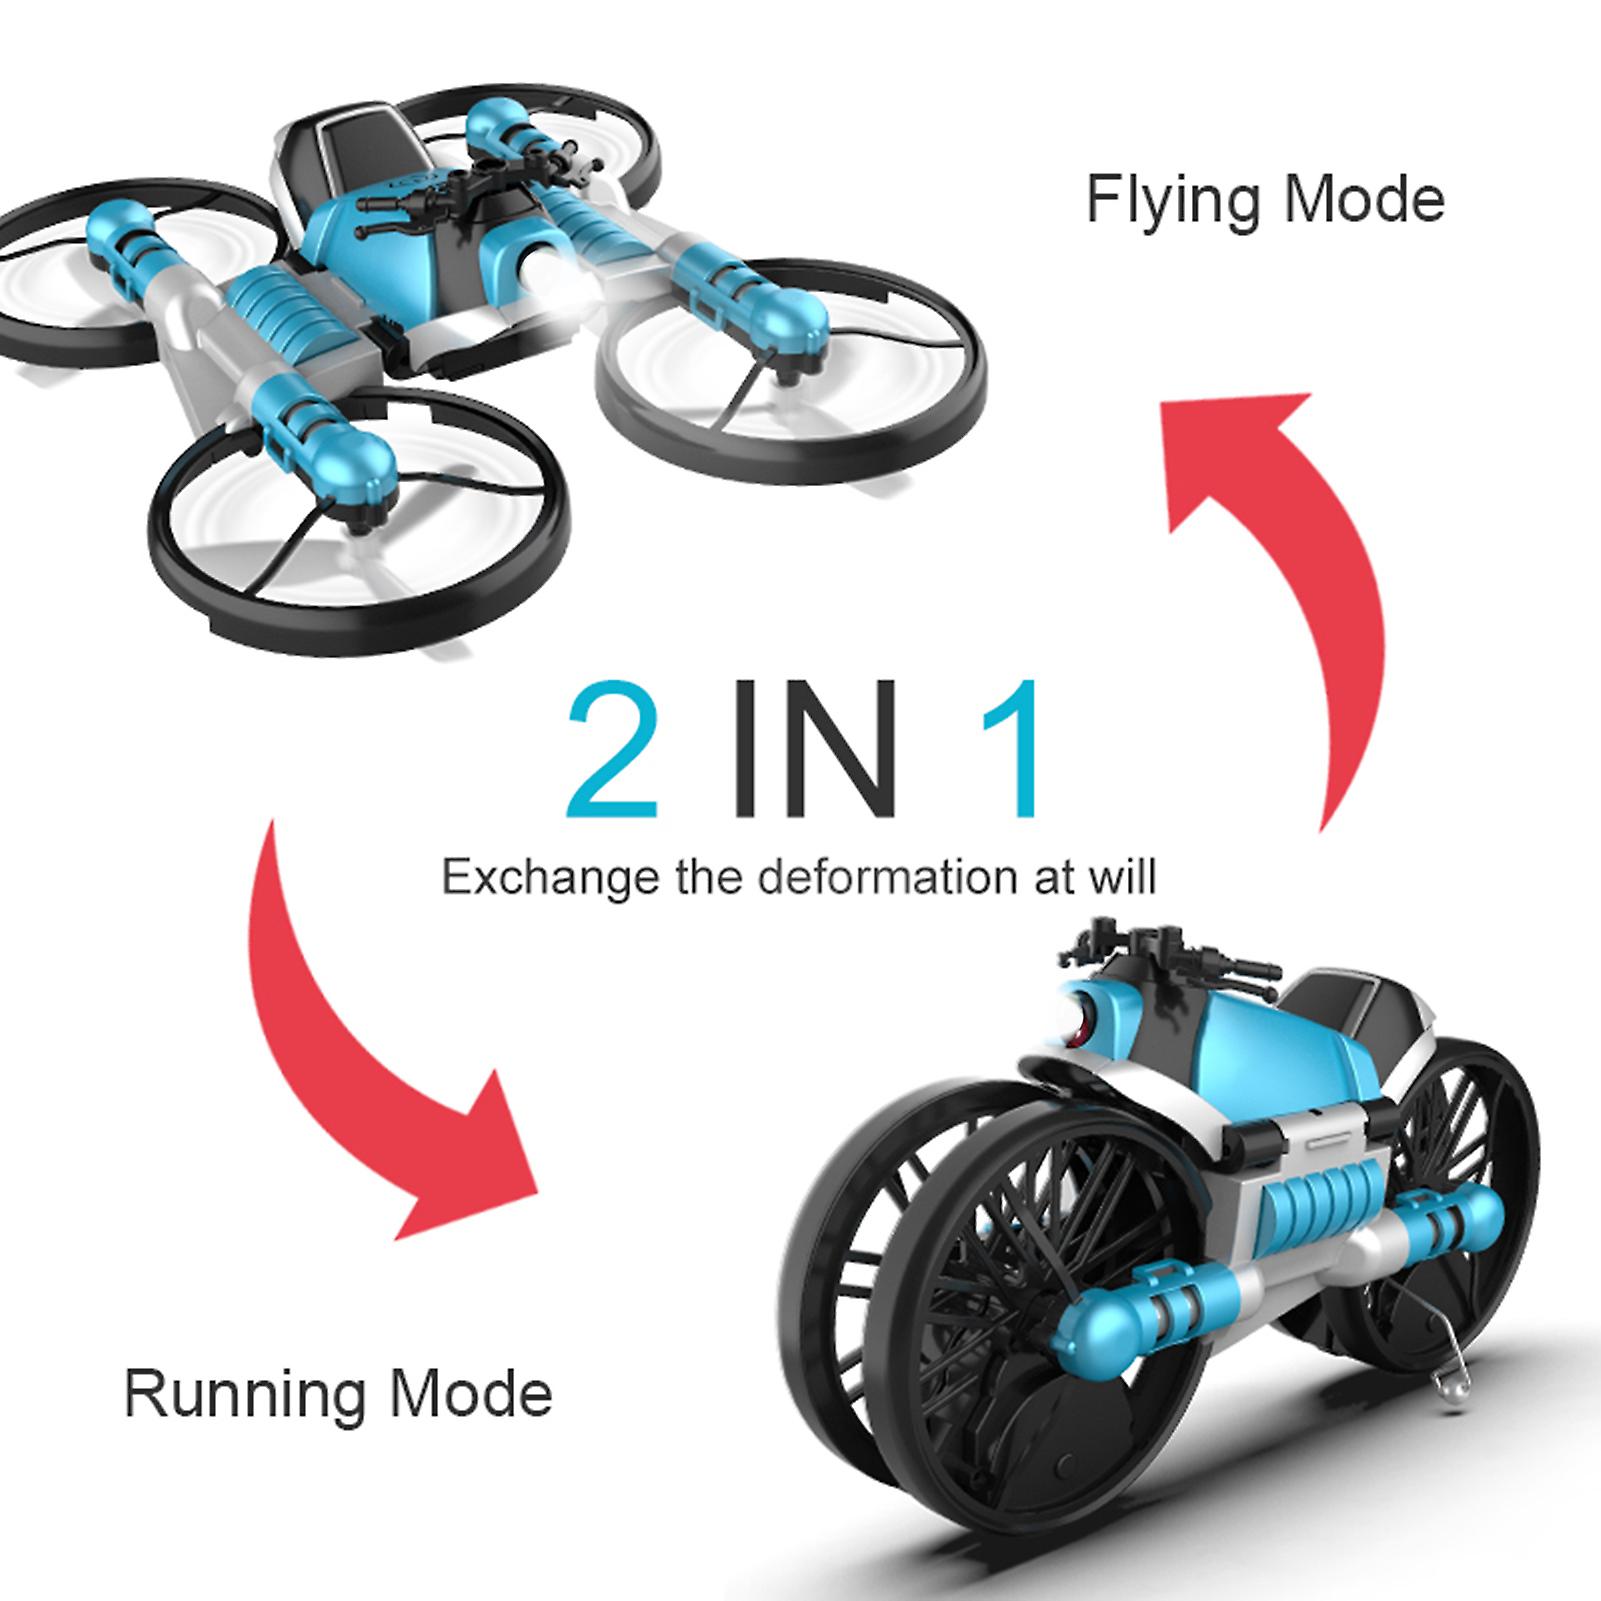 Flying Mode
2 IN 1
Exchange the deformation at will
Running Mode